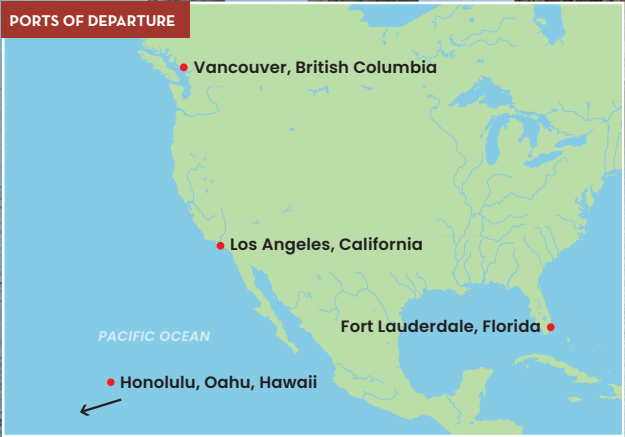 PORTS OF DEPARTURE
Vancouver, British Columbia
Los Angeles, California
Fort Lauderdale, Florida
PACIFIC OCEAN
Honolulu, Oahu, Hawaii